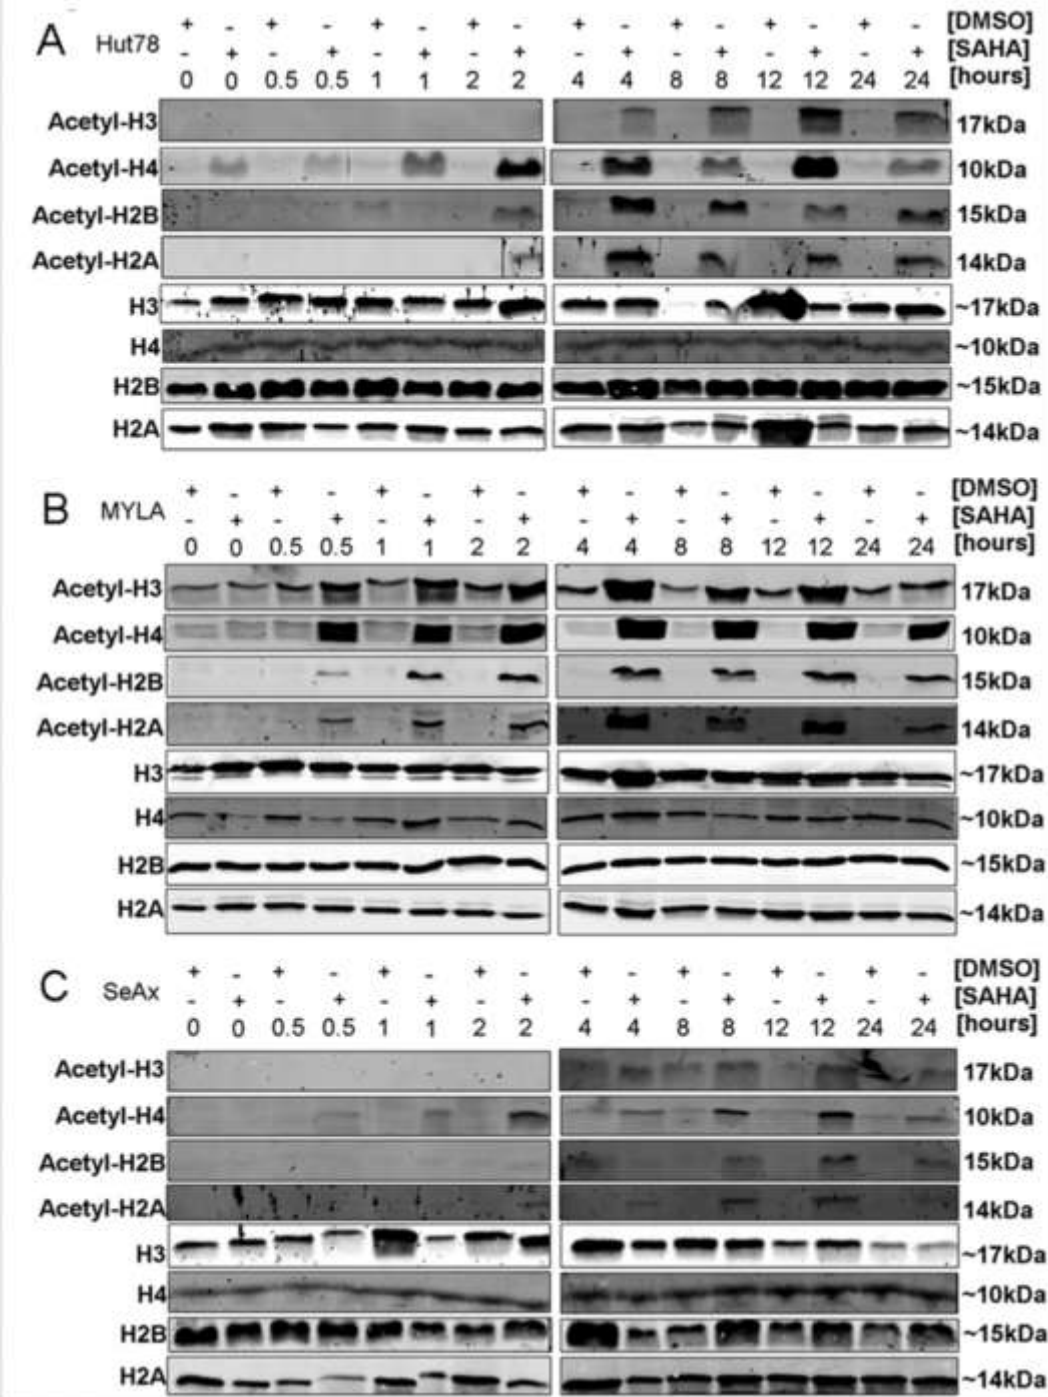 A Hut78 + - + - + - + - + - + - + - + - [DMSO]
- + - + - + - + - + - + - + - + [SAHA]
0 0 0.5 0.5 1 1 2 2 4 4 8 8 12 12 24 24 [hours]
Acetyl-H3 17kDa
Acetyl-H4 10kDa
Acetyl-H2B 15kDa
Acetyl-H2A 14kDa
H3 ~17kDa
H4 ~10kDa
H2B ~15kDa
H2A ~14kDa
B MYLA + - + - + - + - + - + - + - + - [DMSO]
- + - + - + - + - + - + - + - + [SAHA]
0 0 0.5 0.5 1 1 2 2 4 4 8 8 12 12 24 24 [hours]
Acetyl-H3 17kDa
Acetyl-H4 10kDa
Acetyl-H2B 15kDa
Acetyl-H2A 14kDa
H3 ~17kDa
H4 ~10kDa
H2B ~15kDa
H2A ~14kDa
C SeAx + - + - + - + - + - + - + - + - [DMSO]
- + - + - + - + - + - + - + - + [SAHA]
0 0 0.5 0.5 1 1 2 2 4 4 8 8 12 12 24 24 [hours]
Acetyl-H3 17kDa
Acetyl-H4 10kDa
Acetyl-H2B 15kDa
Acetyl-H2A 14kDa
H3 ~17kDa
H4 ~10kDa
H2B ~15kDa
H2A ~14kDa